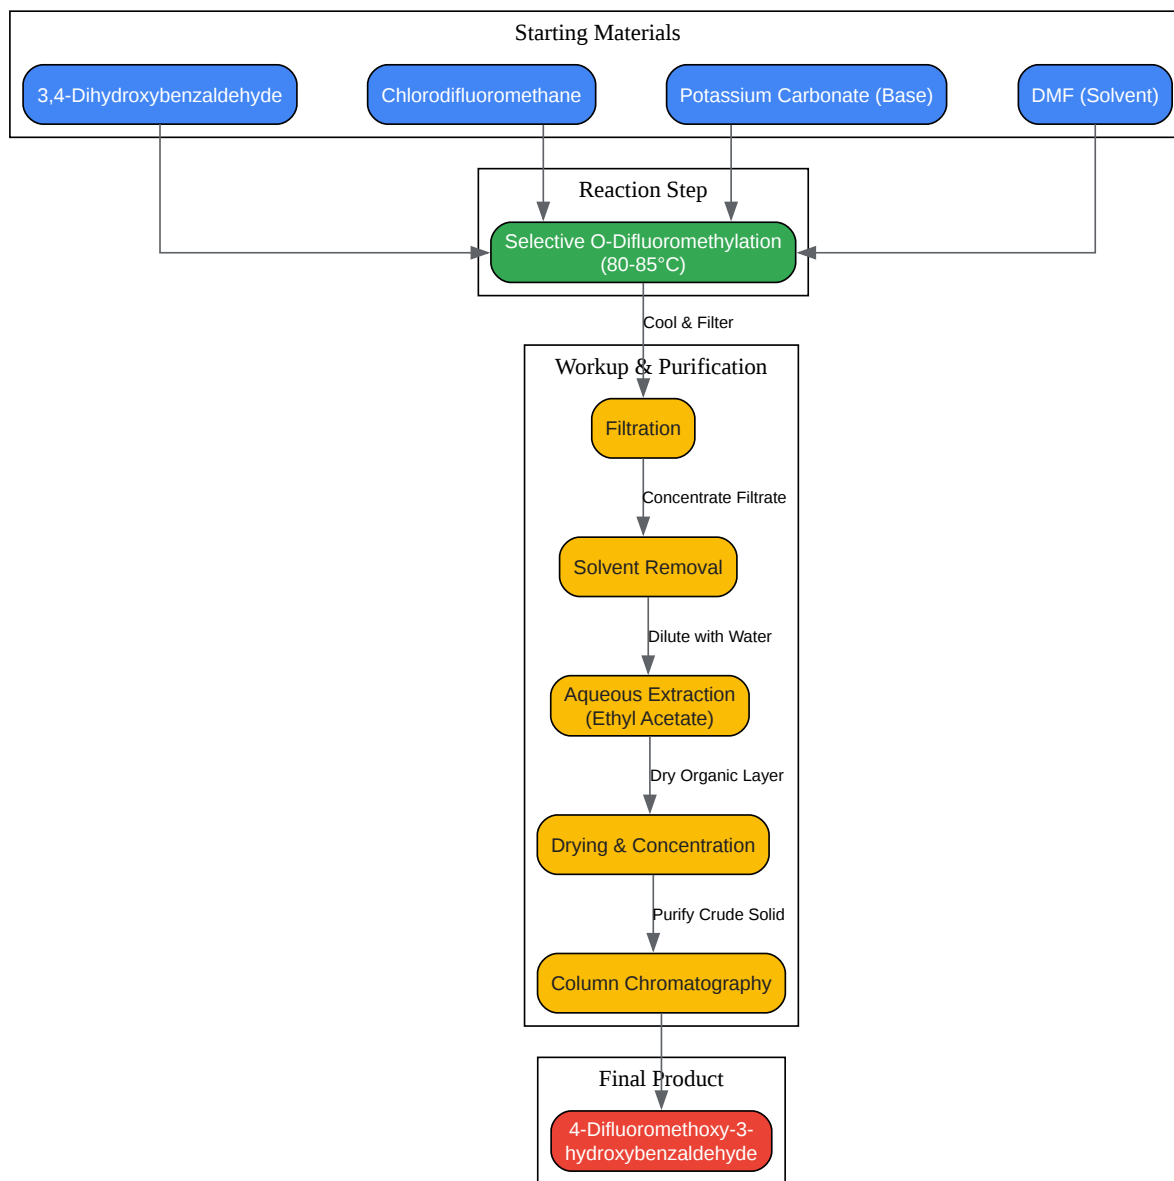 Starting Materials
3,4-Dihydroxybenzaldehyde
Chlorodifluoromethane
Potassium Carbonate (Base)
DMF (Solvent)
Reaction Step
Selective O-Difluoromethylation
(80-85°C)
Cool & Filter
Workup & Purification
Filtration
Concentrate Filtrate
Solvent Removal
Dilute with Water
Aqueous Extraction
(Ethyl Acetate)
Dry Organic Layer
Drying & Concentration
Purify Crude Solid
Column Chromatography
Final Product
4-Difluoromethoxy-3-
hydroxybenzaldehyde